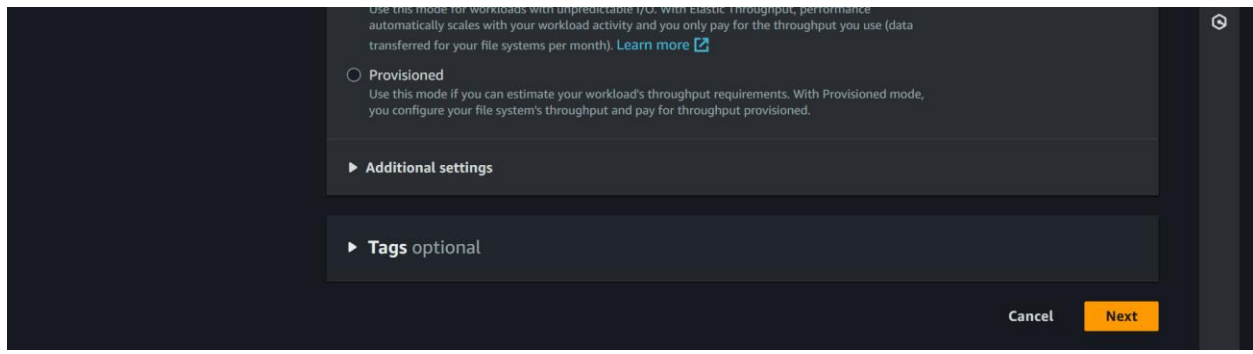 Use this mode for workloads with unpredictable I/O. With Elastic Throughput, performance
automatically scales with your workload activity and you only pay for the throughput you use (data
transferred for your file systems per month). Learn more
Provisioned
Use this mode if you can estimate your workload's throughput requirements. With Provisioned mode,
you configure your file system's throughput and pay for throughput provisioned.
Additional settings
Tags optional
Cancel Next